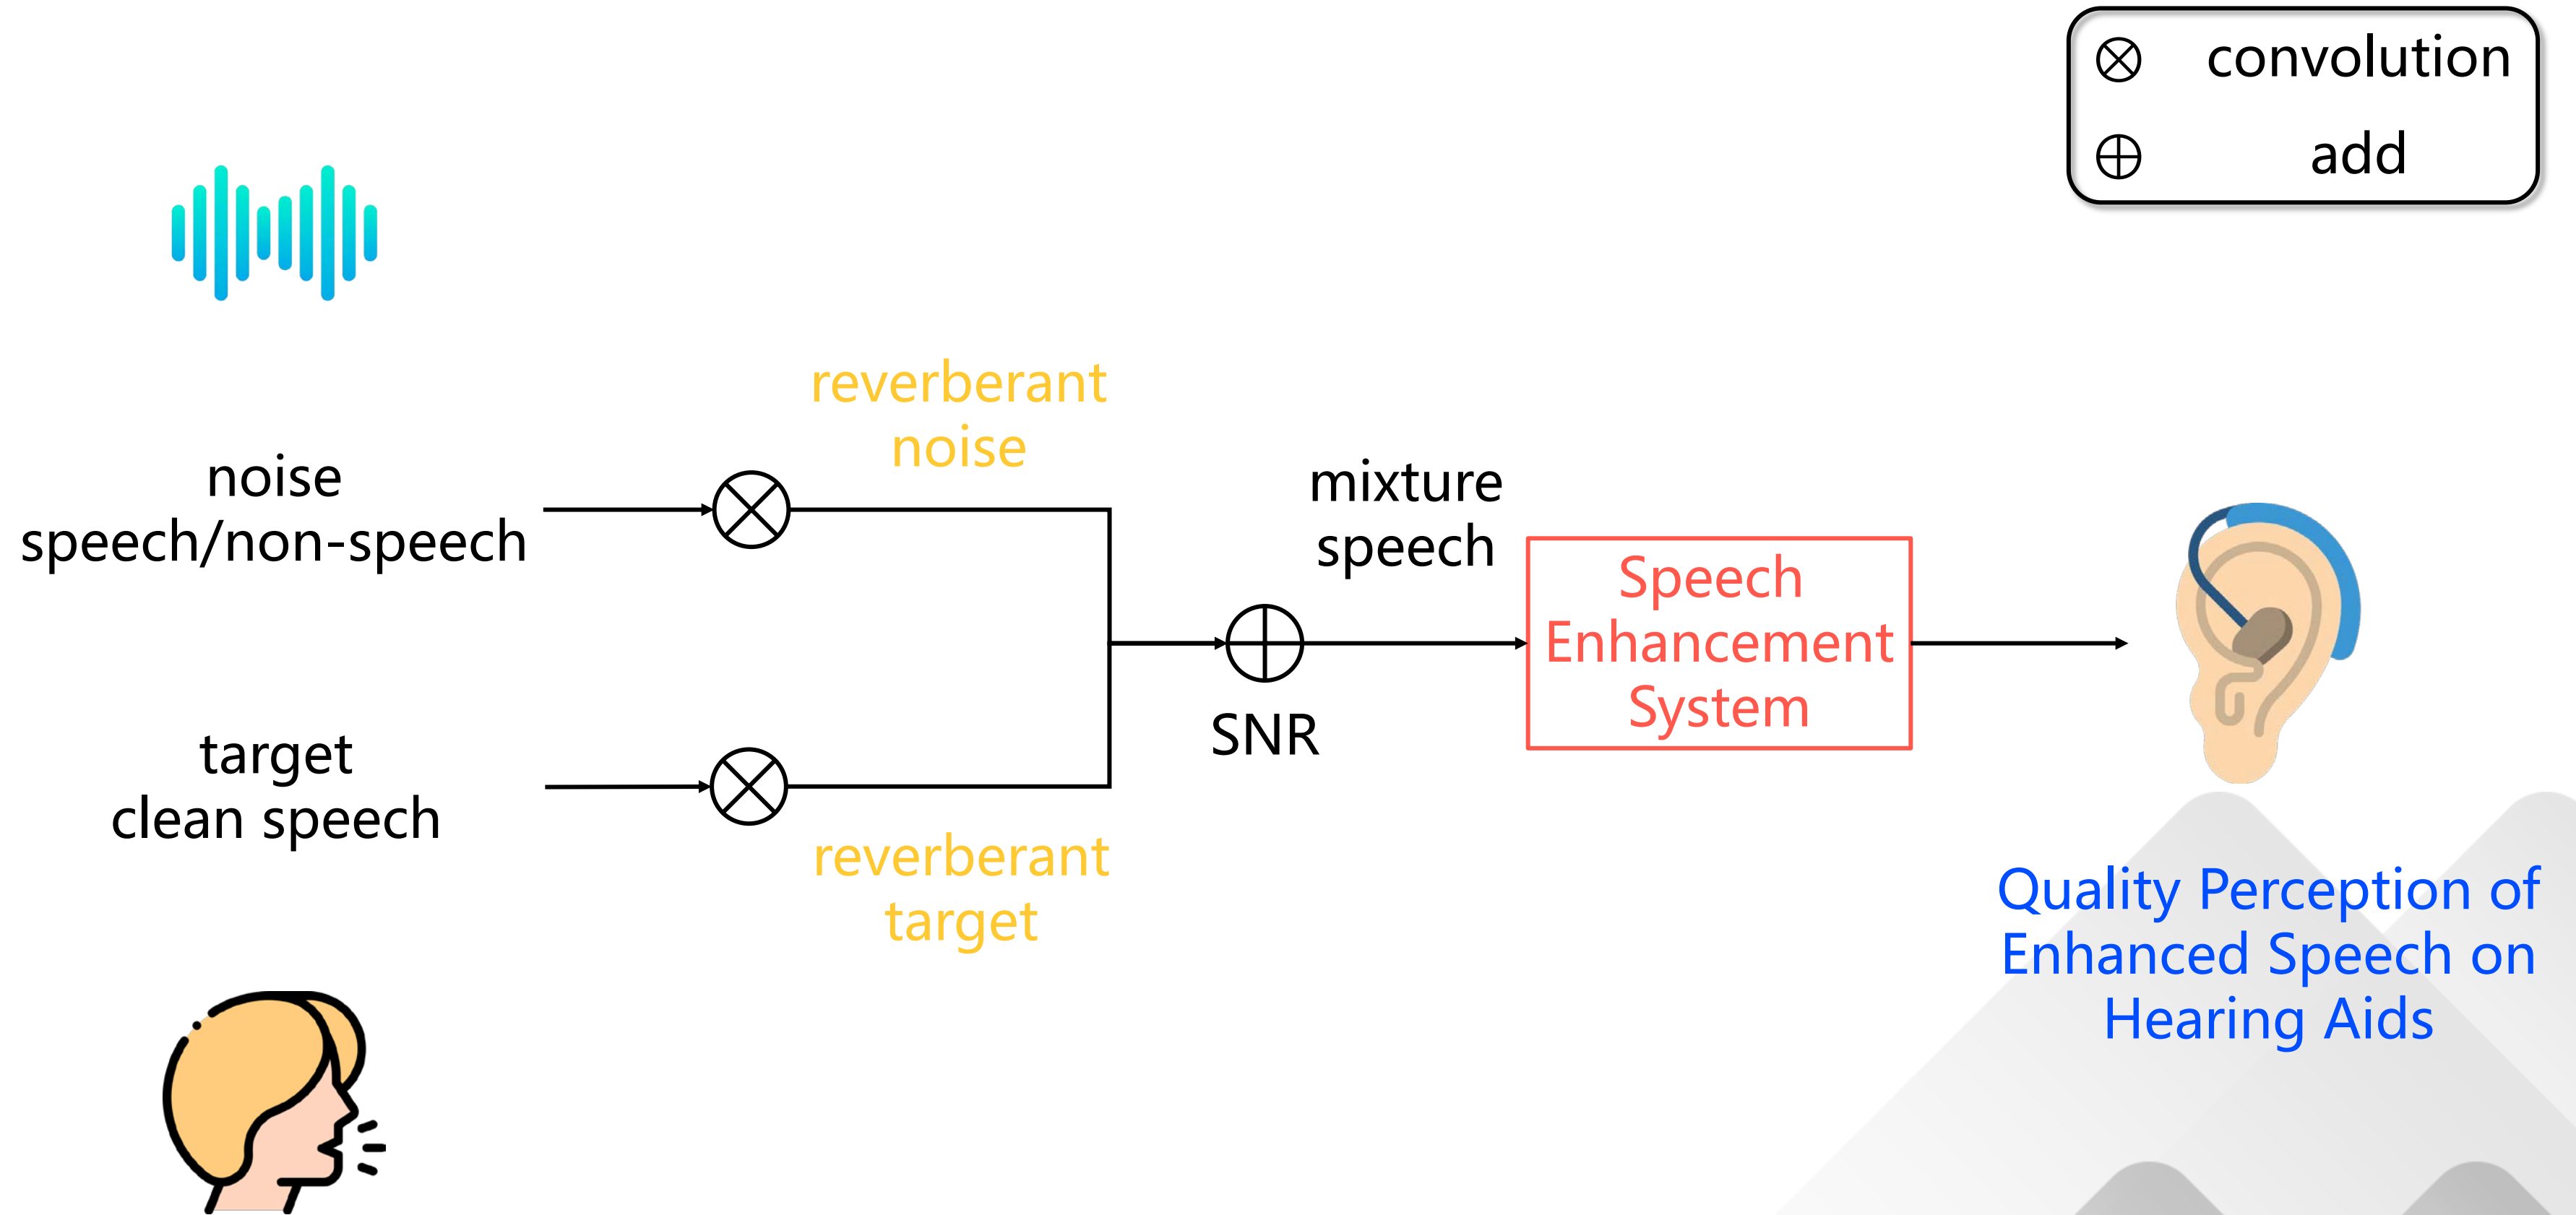 convolution
add
reverberant
noise
noise
speech/non-speech
mixture
speech
Speech
Enhancement
System
SNR
target
clean speech
reverberant
target
Quality Perception of
Enhanced Speech on
Hearing Aids